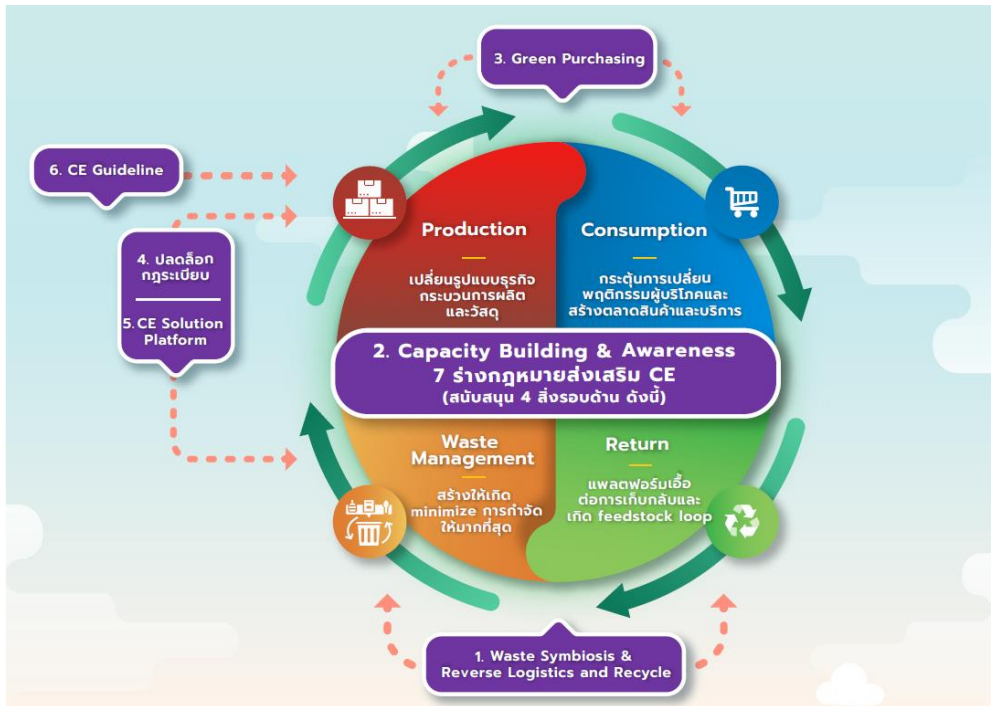 3. Green Purchasing
6. CE Guideline
4. ปลดล็อก
กฎระเบียบ
5. CE Solution
Platform
Production
เปลี่ยนรูปแบบธุรกิจ
กระบวนการผลิต
และวัสดุ
Consumption
กระตุ้นการเปลี่ยน
พฤติกรรมผู้บริโภคและ
สร้างตลาดสินค้าและบริการ
2. Capacity Building & Awareness
7 ร่างกฎหมายส่งเสริม CE
(สนับสนุน 4 สิ่งรอบด้าน ดังนี้)
Waste
Management
สร้างให้เกิด
minimize การกำจัด
ให้มากที่สุด
Return
แพลตฟอร์มเอื้อ
ต่อการเก็บกลับและ
เกิด feedstock loop
1. Waste Symbiosis &
Reverse Logistics and Recycle